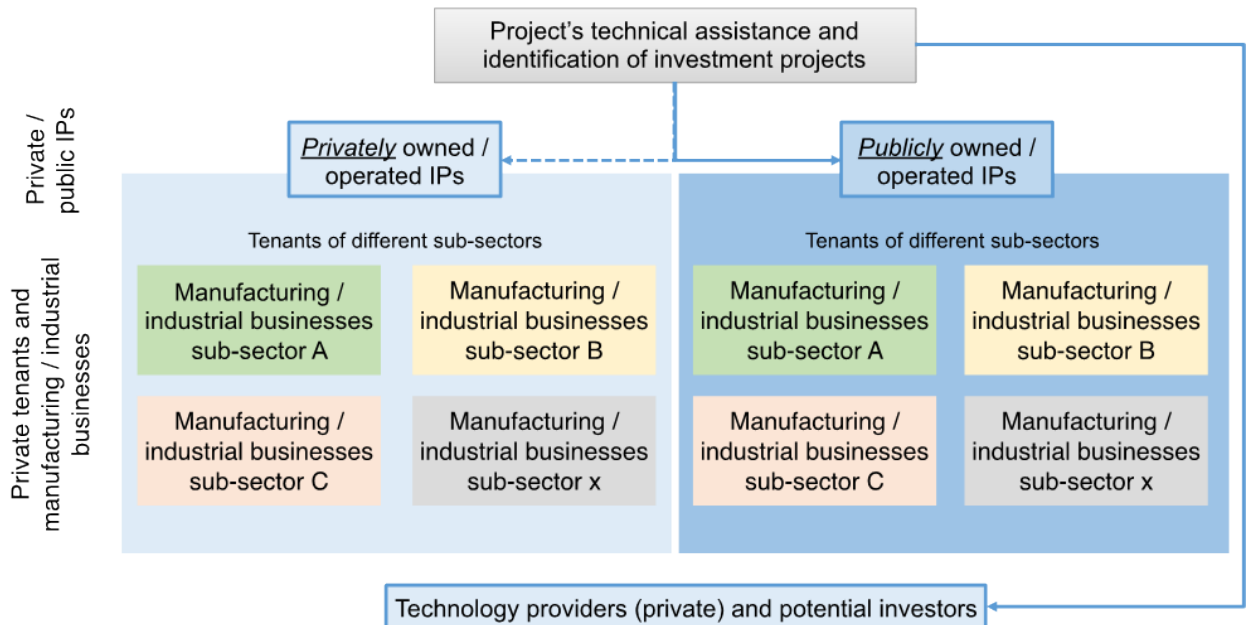 Project's technical assistance and
identification of investment projects
Private /
public IPs
Privately owned /
operated IPs
Publicly owned /
operated IPs
Private tenants and
manufacturing / industrial
businesses
Tenants of different sub-sectors
Manufacturing /
industrial businesses
sub-sector A
Manufacturing /
industrial businesses
sub-sector B
Manufacturing /
industrial businesses
sub-sector C
Manufacturing /
industrial businesses
sub-sector x
Tenants of different sub-sectors
Manufacturing /
industrial businesses
sub-sector A
Manufacturing /
industrial businesses
sub-sector B
Manufacturing /
industrial businesses
sub-sector C
Manufacturing /
industrial businesses
sub-sector x
Technology providers (private) and potential investors